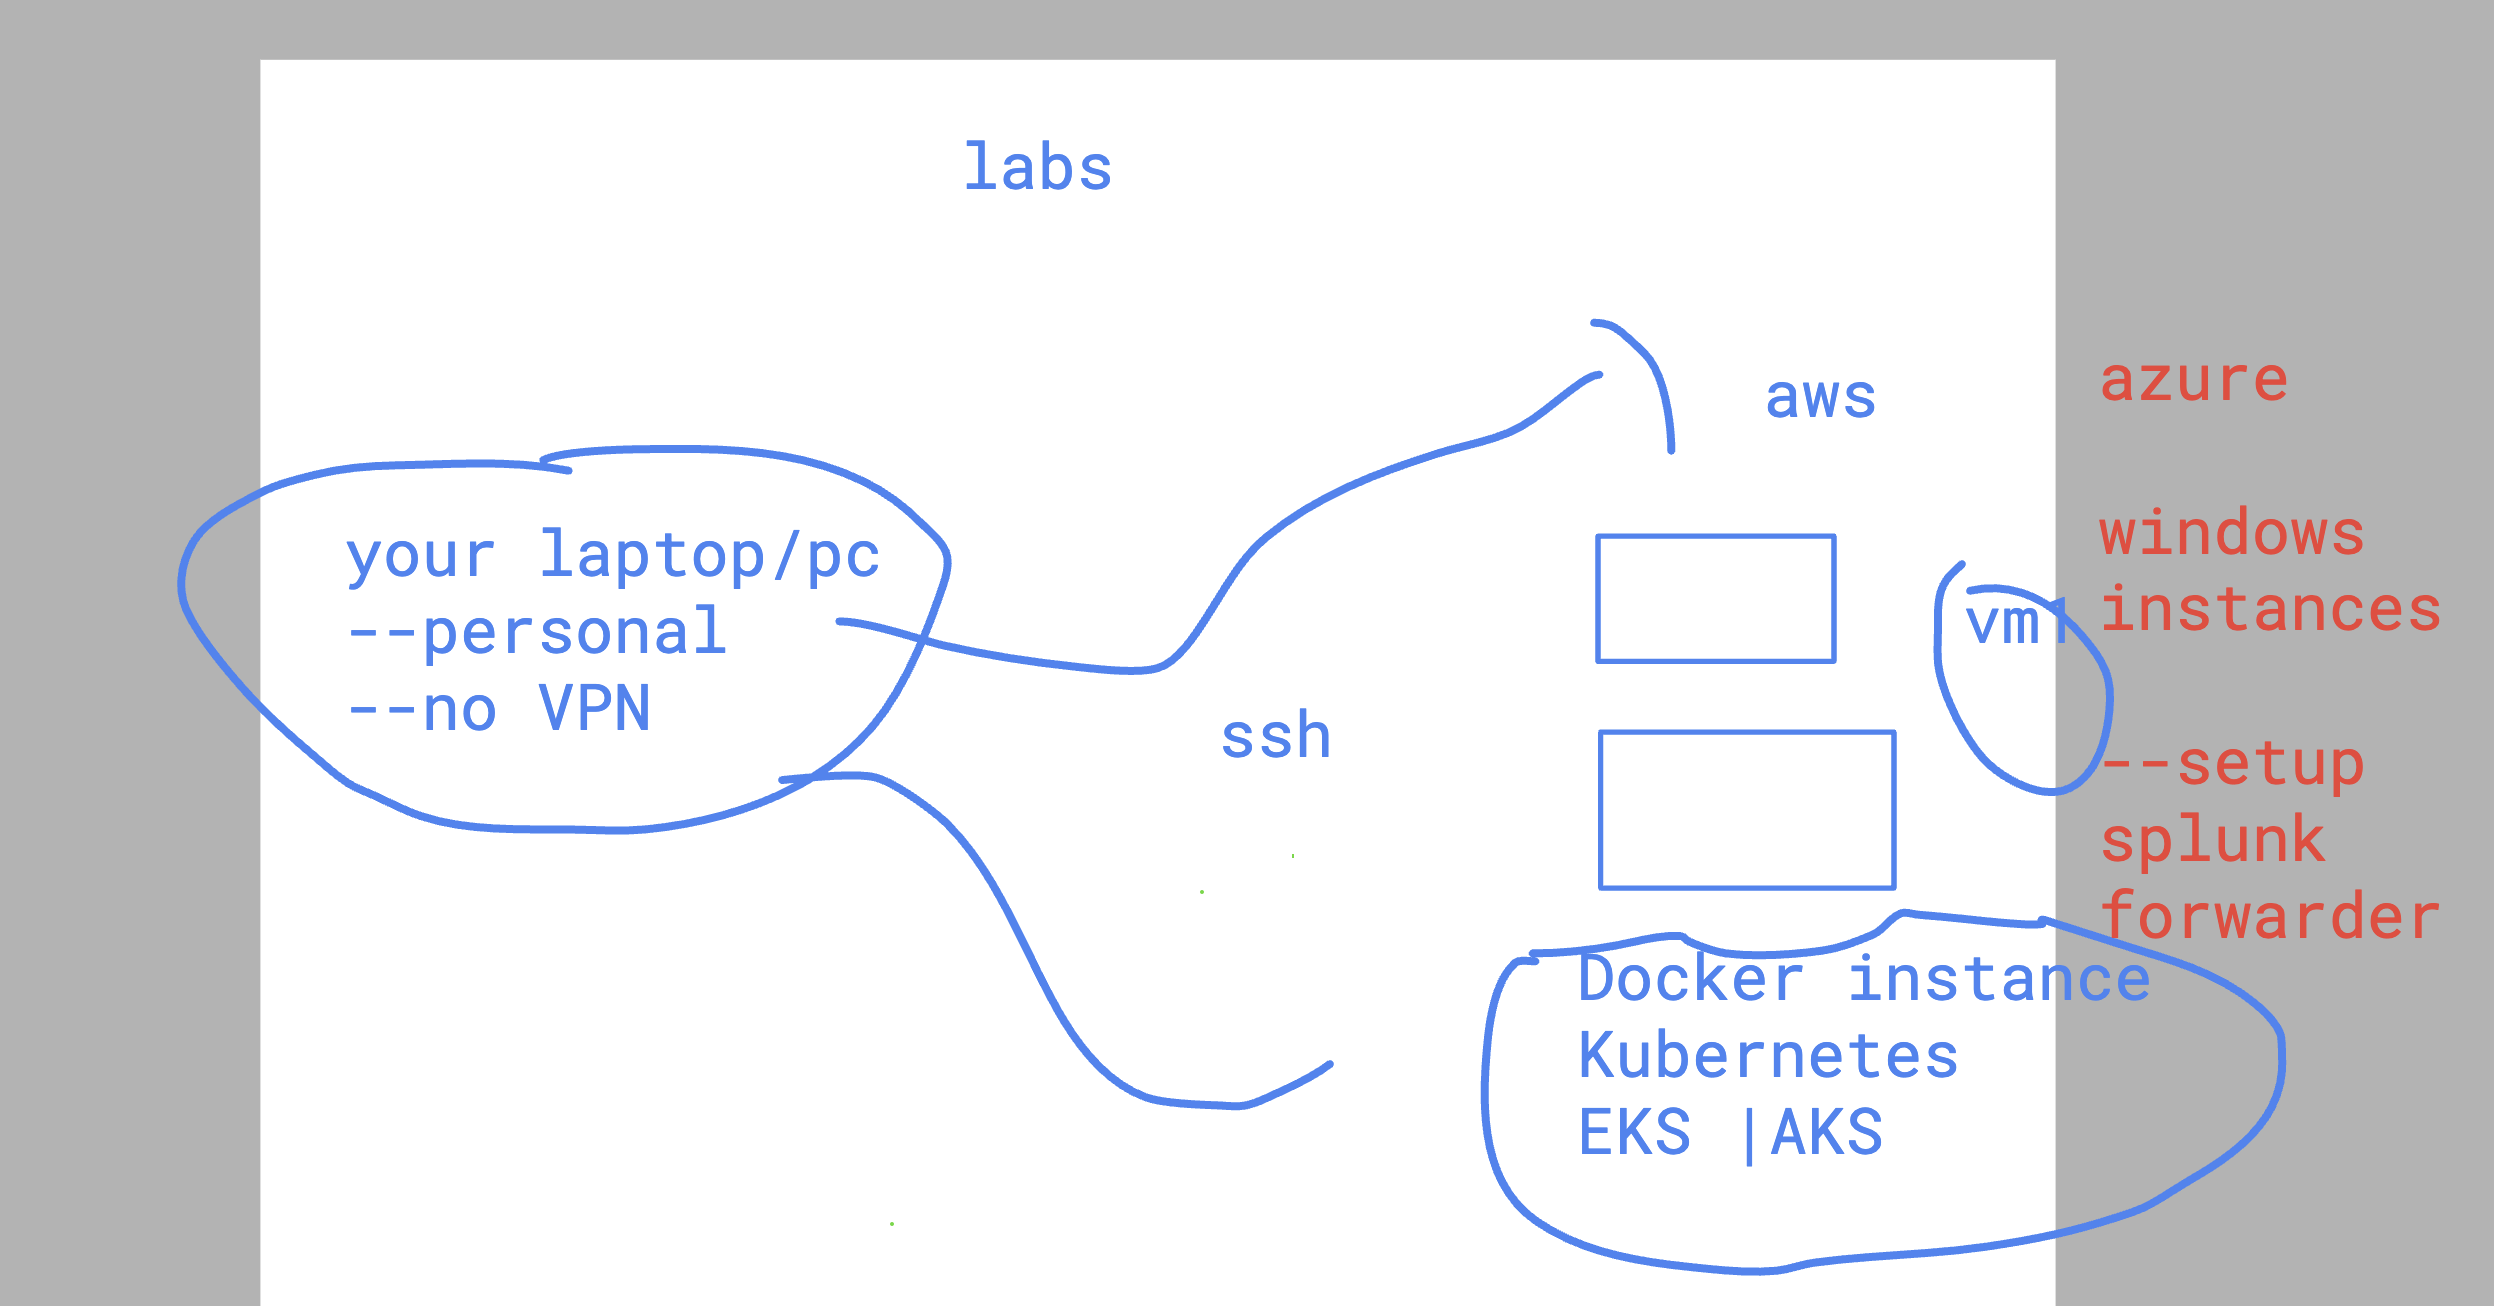 labs
your laptop/pc
--personal
--no VPN
ssh
aws
vm1
Docker instance
Kubernetes
EKS |AKS
azure
windows
instances
--setup
splunk
forwarder